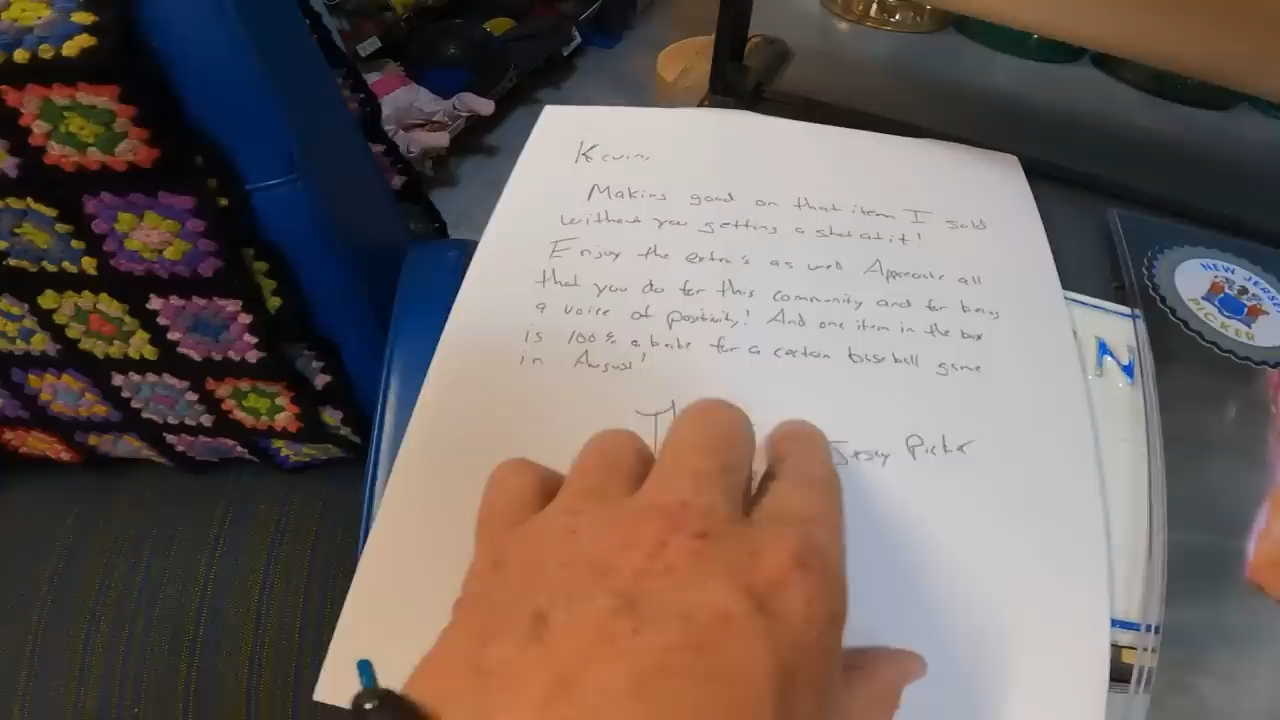 Kevin,
Making good on that item I sold
without you getting a shot at it!
Enjoy the extra's as well Appreciate all
that you do for this community and for being
a voice of positivity! And one item in the box
is 100% a bribe for a certain baseball game
in August!
Jersey Picker
NEW JERSEY
PICKER
N